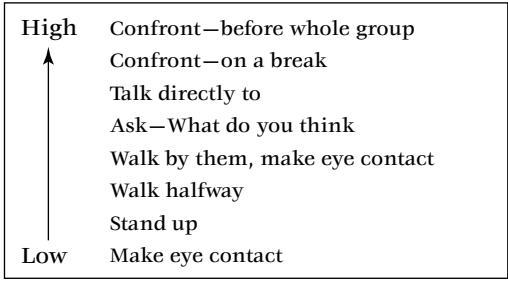 High Confront—before whole group
Confront—on a break
Talk directly to
Ask—What do you think
Walk by them, make eye contact
Walk halfway
Stand up
Low Make eye contact